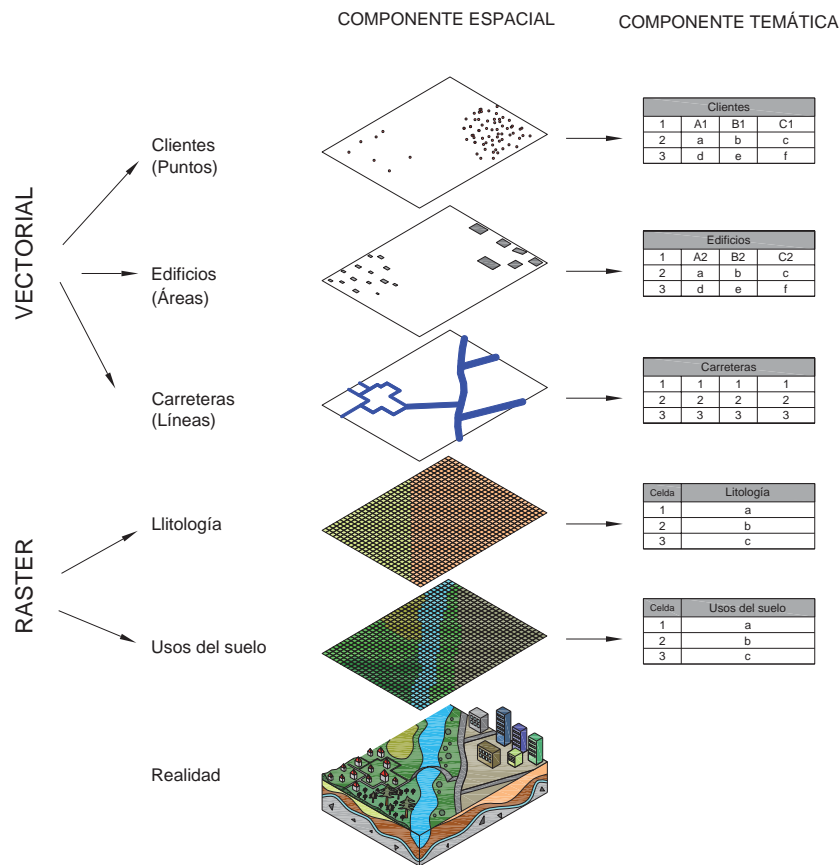 COMPONENTE ESPACIAL
COMPONENTE TEMÁTICA
VECTORIAL
Clientes
(Puntos)
Clientes
1 A1 B1 C1
2 a b c
3 d e f
Edificios
(Áreas)
Edificios
1 A2 B2 C2
2 a b c
3 d e f
Carreteras
(Líneas)
Carreteras
1 1 1 1
2 2 2 2
3 3 3 3
RASTER
Llitología
Celda Litología
1 a
2 b
3 c
Usos del suelo
Celda Usos del suelo
1 a
2 b
3 c
Realidad